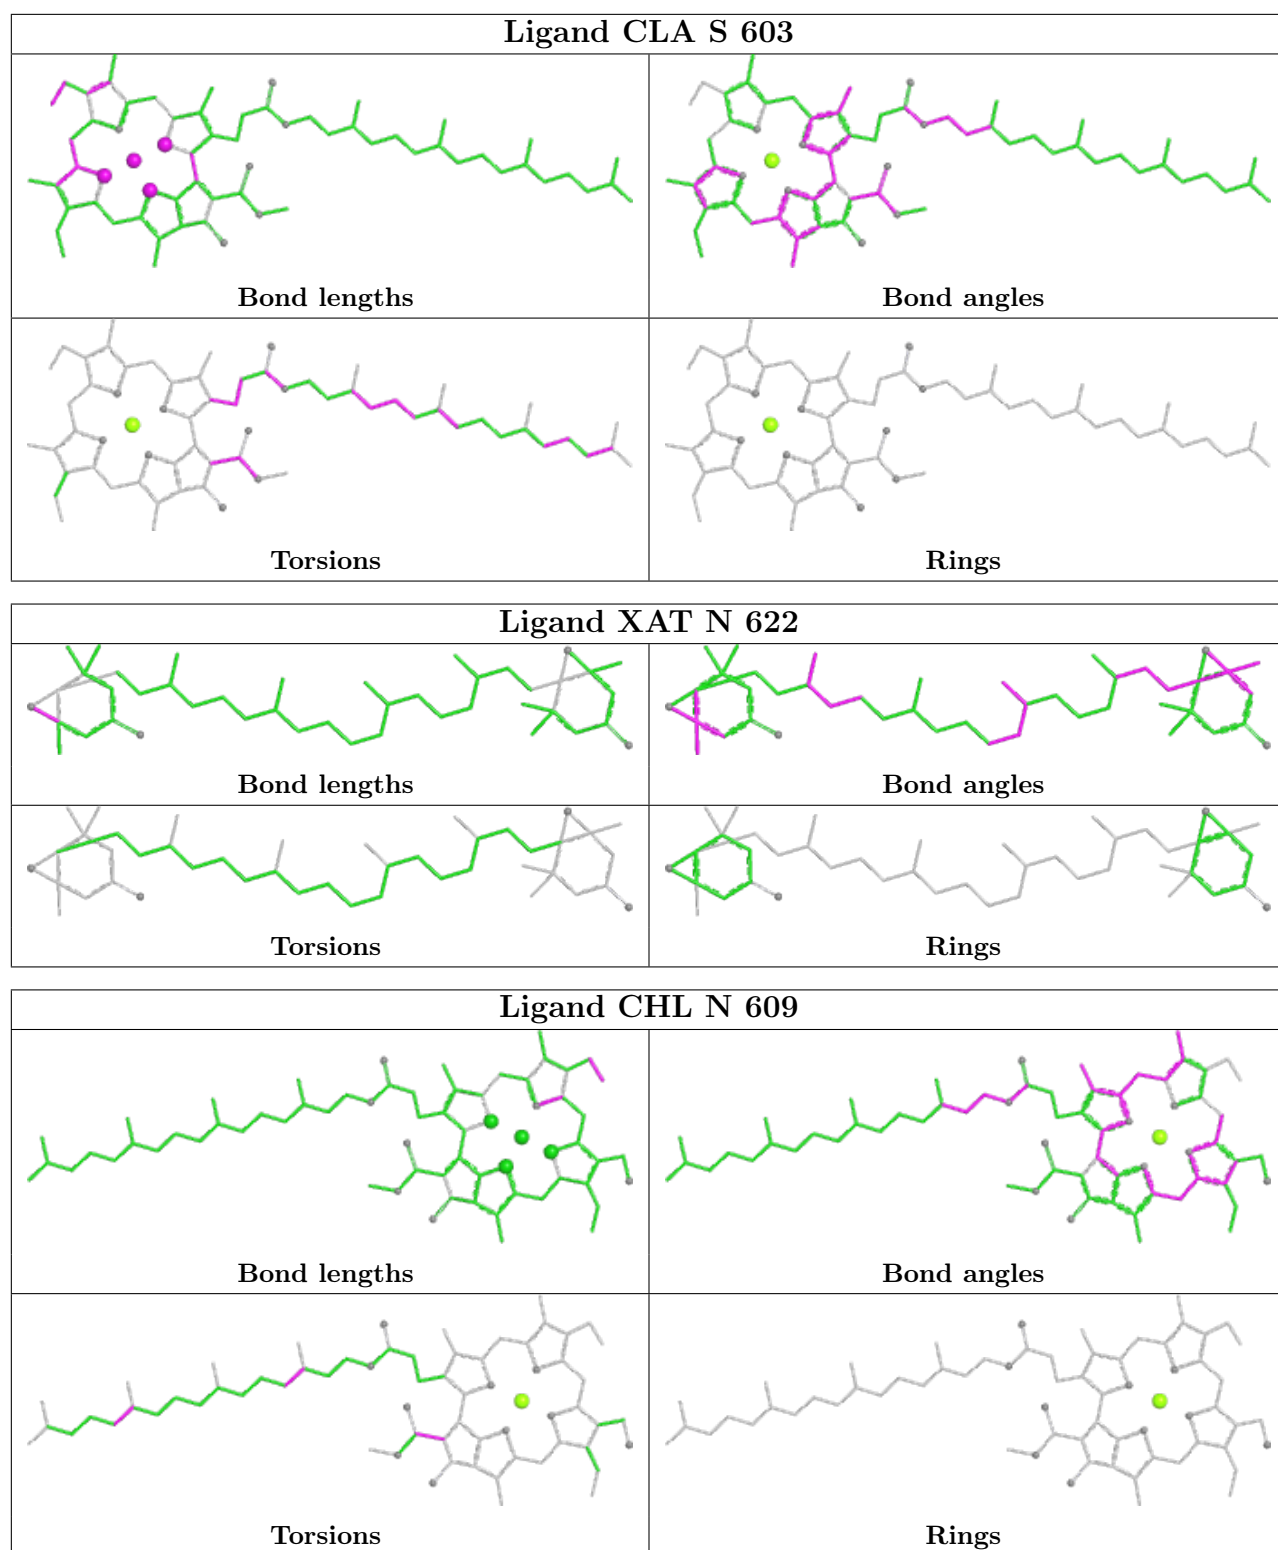 Ligand CLA S 603
Bond lengths
Bond angles
Torsions
Rings
Ligand XAT N 622
Bond lengths
Bond angles
Torsions
Rings
Ligand CHL N 609
Bond lengths
Bond angles
Torsions
Rings